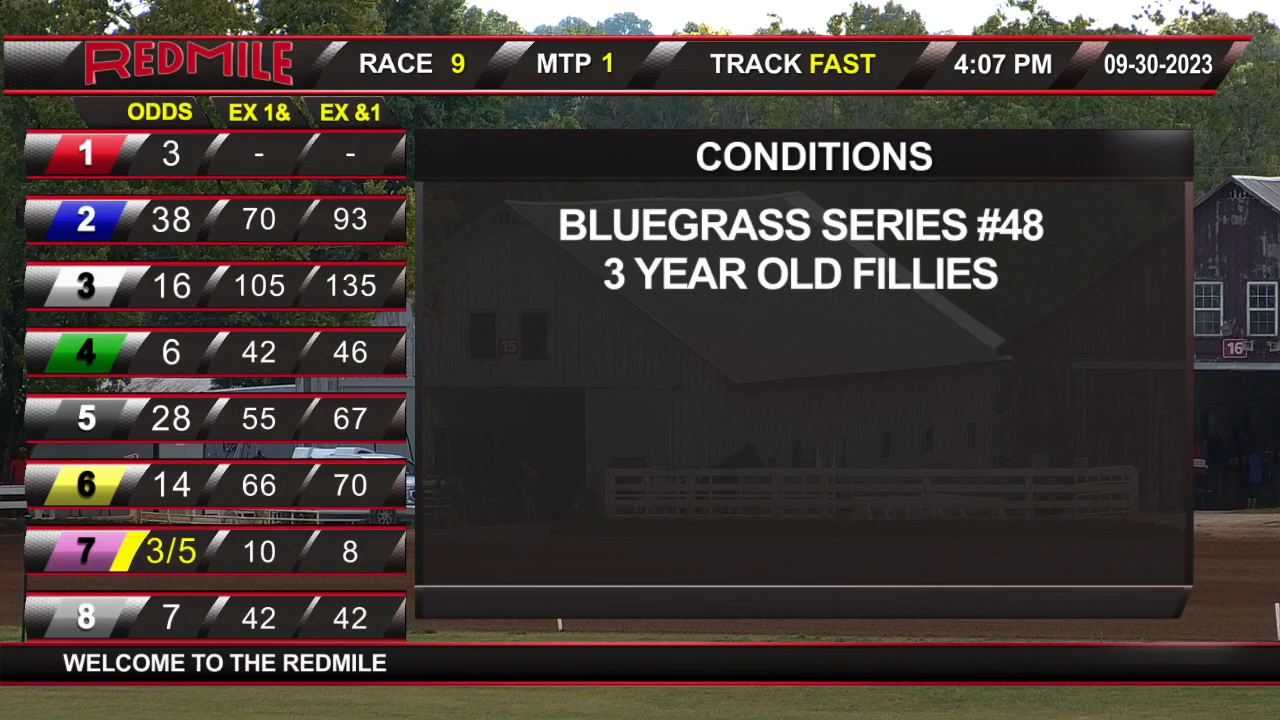 REDMILE RACE 9 MTP 1 TRACK FAST 4:07 PM 09-30-2023
ODDS EX 1& EX &1
1 3 - -
2 38 70 93
3 16 105 135
4 6 42 46
5 28 55 67
6 14 66 70
7 3/5 10 8
8 7 42 42
CONDITIONS
BLUEGRASS SERIES #48
3 YEAR OLD FILLIES
15
16
WELCOME TO THE REDMILE